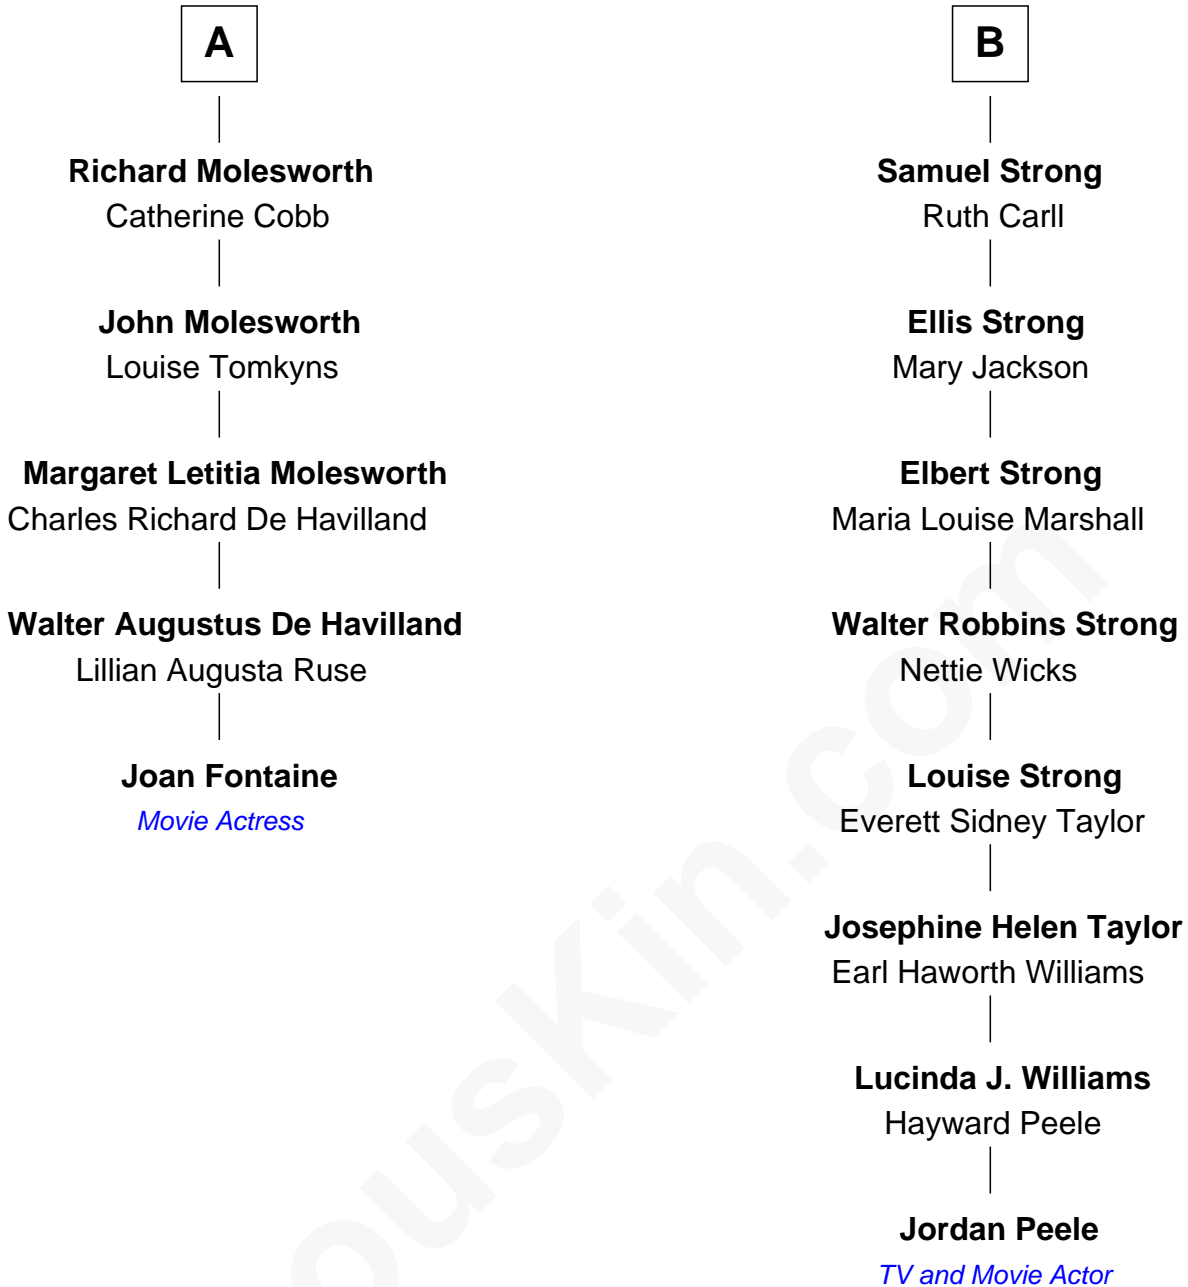 A
Richard Molesworth
Catherine Cobb
John Molesworth
Louise Tomkyns
Margaret Letitia Molesworth
Charles Richard De Havilland
Walter Augustus De Havilland
Lillian Augusta Ruse
Joan Fontaine
Movie Actress
B
Samuel Strong
Ruth Carll
Ellis Strong
Mary Jackson
Elbert Strong
Maria Louise Marshall
Walter Robbins Strong
Nettie Wicks
Louise Strong
Everett Sidney Taylor
Josephine Helen Taylor
Earl Haworth Williams
Lucinda J. Williams
Hayward Peele
Jordan Peele
TV and Movie Actor
ousKin.com